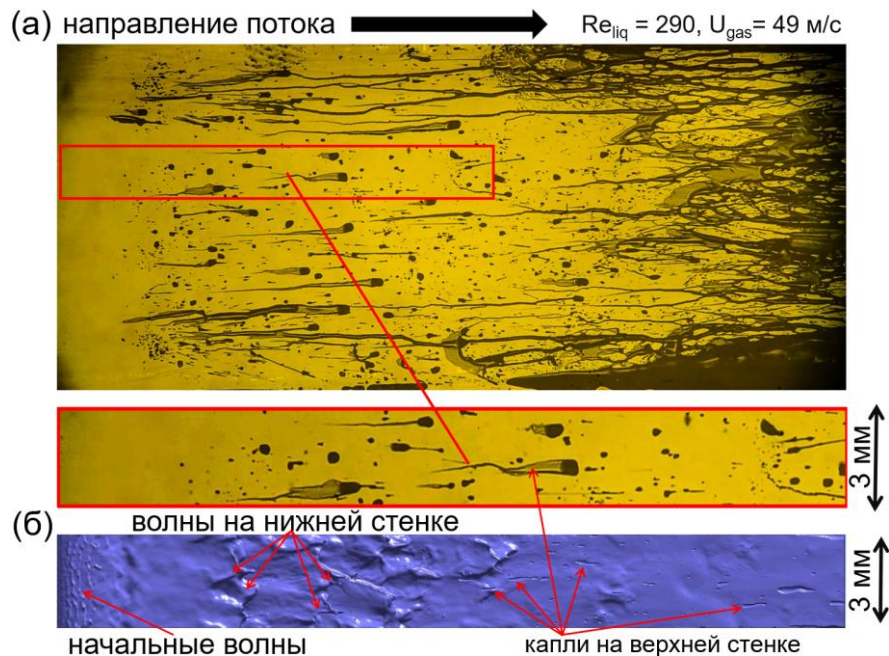 (а) направление потока Re_liq = 290, U_gas= 49 м/с
3 мм
(б) волны на нижней стенке
3 мм
начальные волны капли на верхней стенке